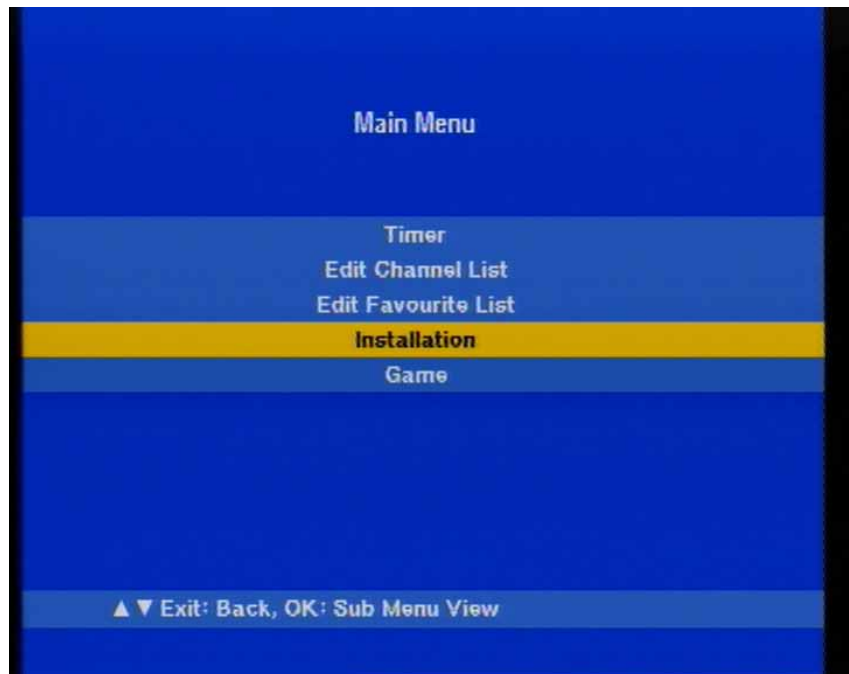 Main Menu
Timer
Edit Channel List
Edit Favourite List
Installation
Game
▲▼ Exit: Back, OK: Sub Menu View